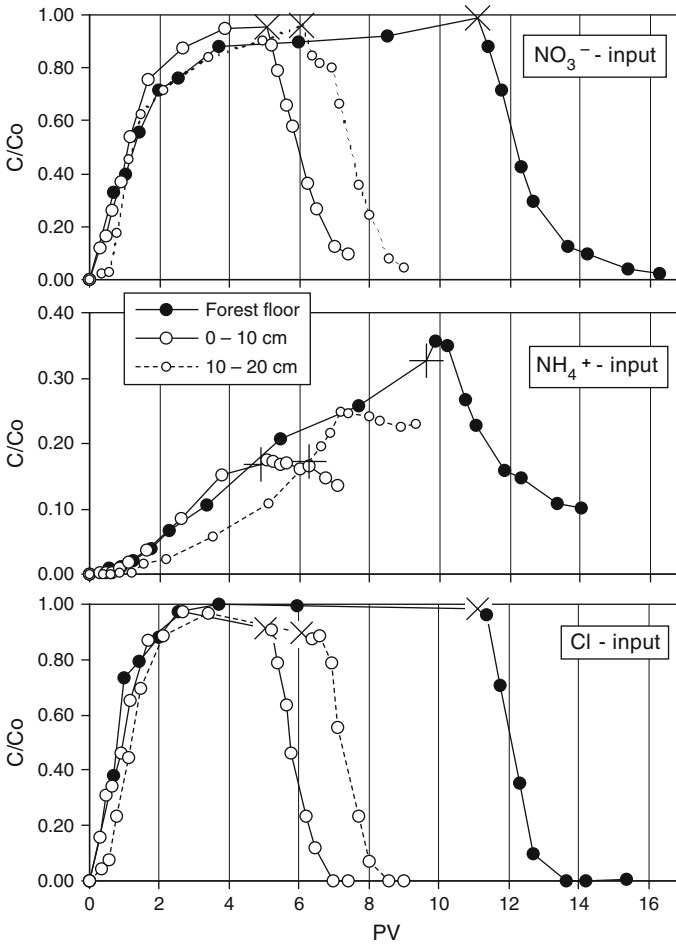 1.00
0.80
0.60
0.40
0.20
0.00
C/Co
NO₃⁻ - input
0.40
0.30
0.20
0.10
0.00
C/Co
Forest floor
0 – 10 cm
10 – 20 cm
NH₄⁺ - input
1.00
0.80
0.60
0.40
0.20
0.00
C/Co
Cl - input
0 2 4 6 8 10 12 14 16
PV